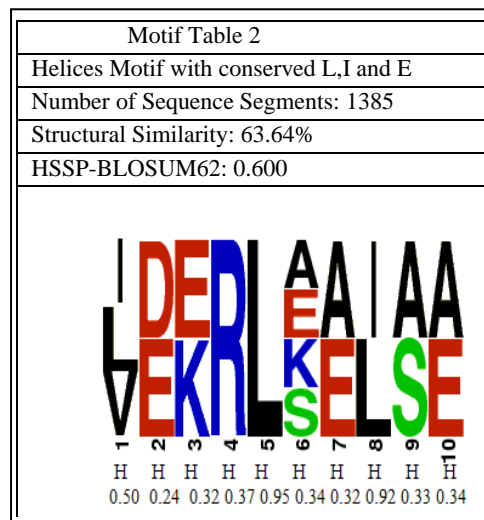 Motif Table 2
Helices Motif with conserved L,I and E
Number of Sequence Segments: 1385
Structural Similarity: 63.64%
HSSP-BLOSUM62: 0.600
I D E R L A A I A A
L E K E E L S E
K
S
1 2 3 4 5 6 7 8 9 10
H H H H H H H H H H
0.50 0.24 0.32 0.37 0.95 0.34 0.32 0.92 0.33 0.34